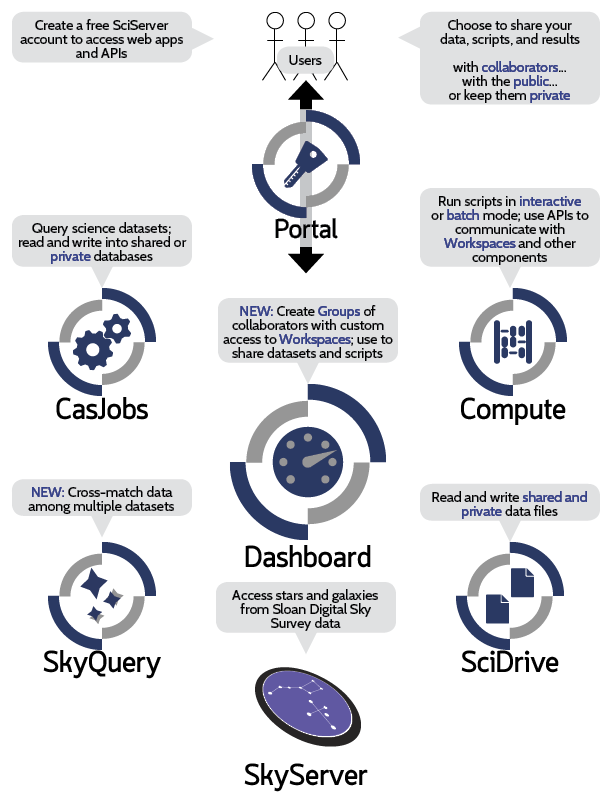 Create a free SciServer
account to access web apps
and APIs
Users
Choose to share your
data, scripts, and results
with collaborators...
with the public...
or keep them private
Portal
Query science datasets;
read and write into shared or
private databases
CasJobs
Run scripts in interactive
or batch mode; use APIs to
communicate with
Workspaces and other
components
Compute
NEW: Create Groups of
collaborators with custom
access to Workspaces; use to
share datasets and scripts
Dashboard
NEW: Cross-match data
among multiple datasets
SkyQuery
Read and write shared and
private data files
SciDrive
Access stars and galaxies
from Sloan Digital Sky
Survey data
SkyServer